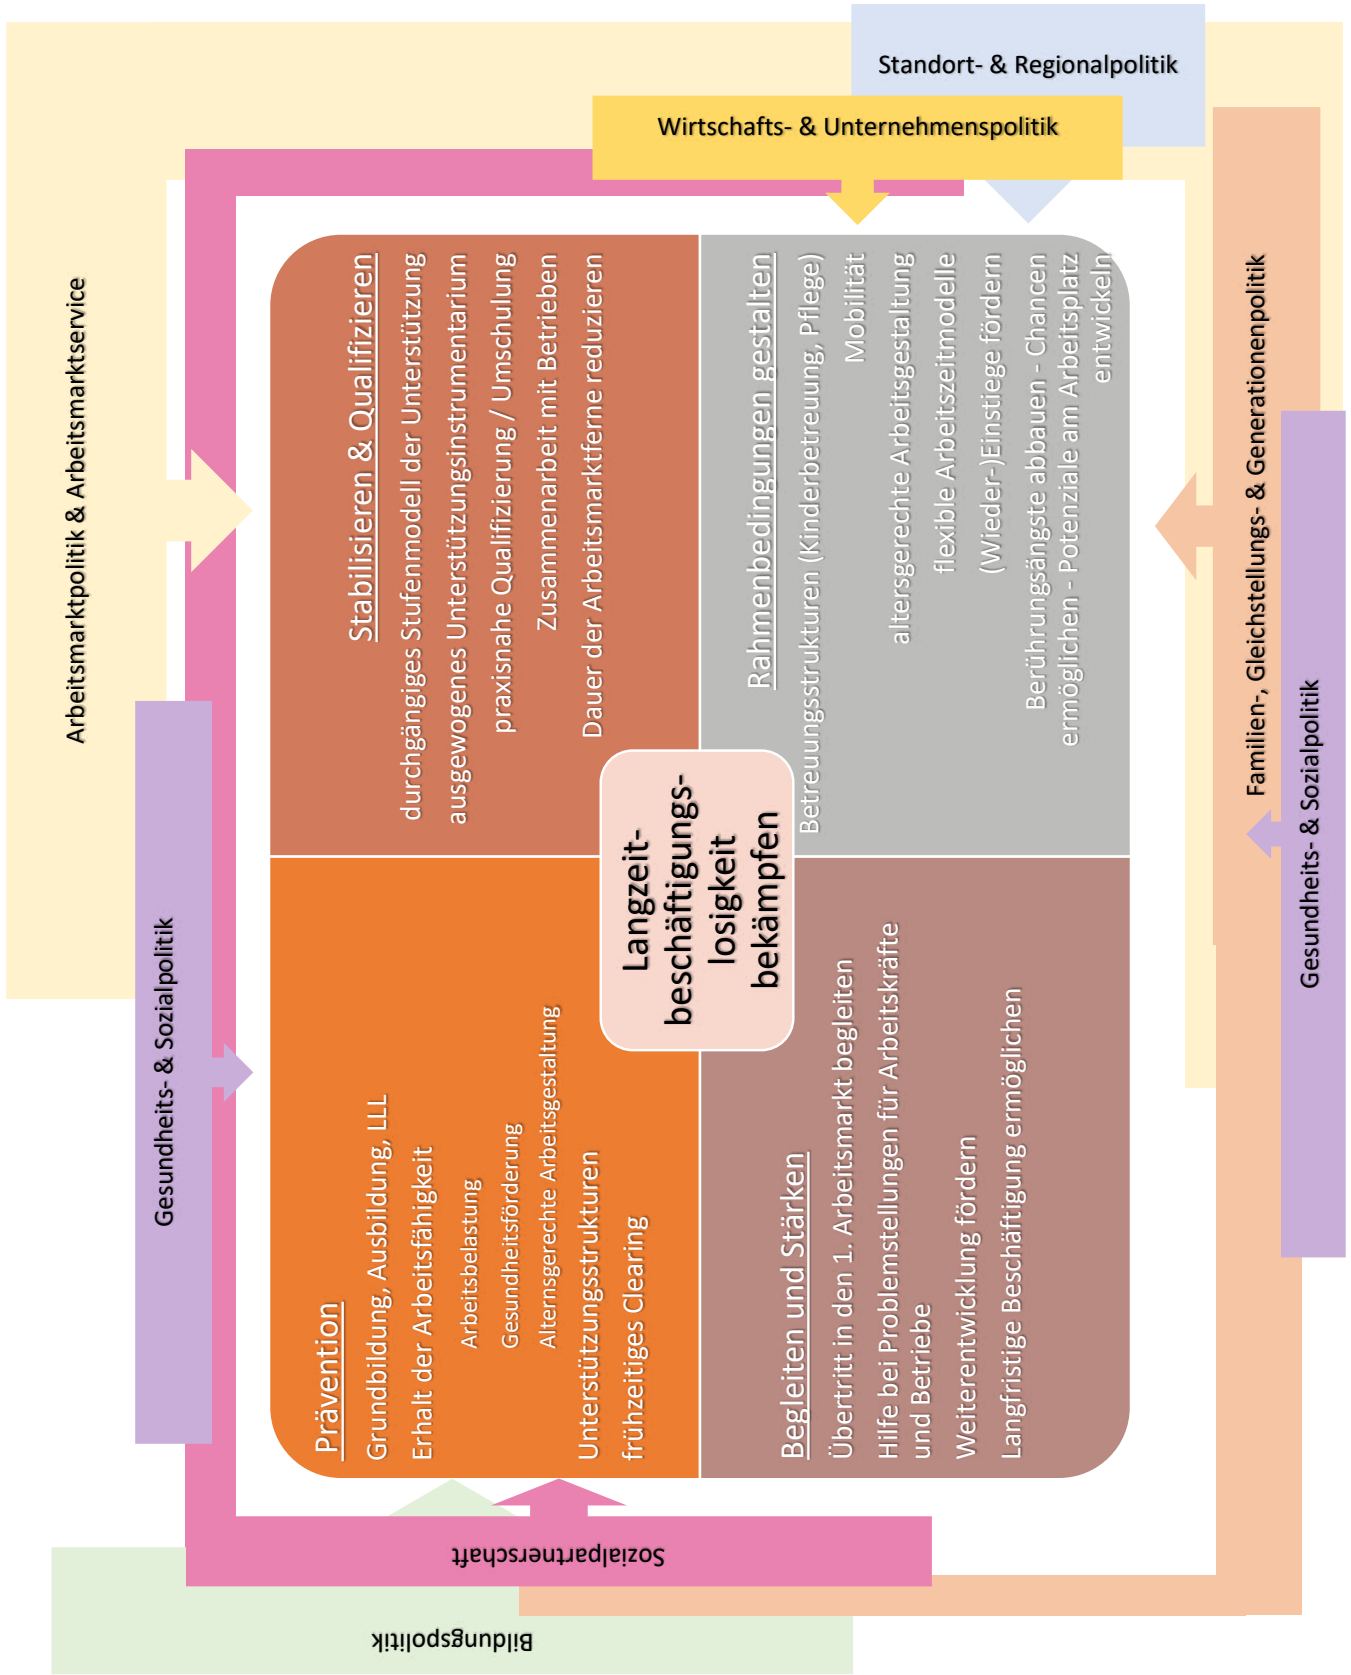 Arbeitsmarktpolitik & Arbeitsmarktservice
Gesundheits- & Sozialpolitik
Bildungspolitik
Sozialpartnerschaft
Prävention
Grundbildung, Ausbildung, LLL
Erhalt der Arbeitsfähigkeit
Arbeitsbelastung
Gesundheitsförderung
Alternsgerechte Arbeitsgestaltung
Unterstützungsstrukturen
frühzeitiges Clearing
Stabilisieren & Qualifizieren
durchgängiges Stufenmodell der Unterstützung
ausgewogenes Unterstützungsinstrumentarium
praxisnahe Qualifizierung / Umschulung
Zusammenarbeit mit Betrieben
Dauer der Arbeitsmarktferne reduzieren
Langzeit-
beschäftigungs-
losigkeit
bekämpfen
Begleiten und Stärken
Übertritt in den 1. Arbeitsmarkt begleiten
Hilfe bei Problemstellungen für Arbeitskräfte
und Betriebe
Weiterentwicklung fördern
Langfristige Beschäftigung ermöglichen
Rahmenbedingungen gestalten
Betreuungsstrukturen (Kinderbetreuung, Pflege)
Mobilität
altersgerechte Arbeitsgestaltung
flexible Arbeitszeitmodelle
(Wieder-)Einstiege fördern
Berührungsängste abbauen - Chancen
ermöglichen - Potenziale am Arbeitsplatz
entwickeln
Wirtschafts- & Unternehmenspolitik
Standort- & Regionalpolitik
Familien-, Gleichstellungs- & Generationenpolitik
Gesundheits- & Sozialpolitik